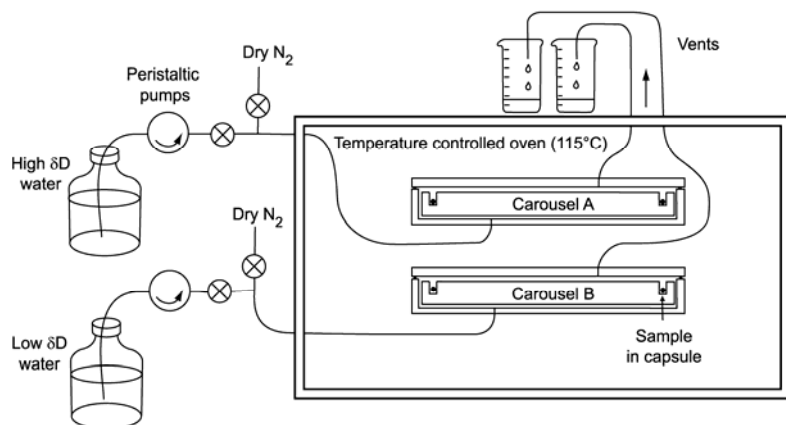 Dry N₂
Vents
Peristaltic
pumps
Temperature controlled oven (115°C)
High δD
water
Carousel A
Dry N₂
Carousel B
Low δD
water
Sample
in capsule